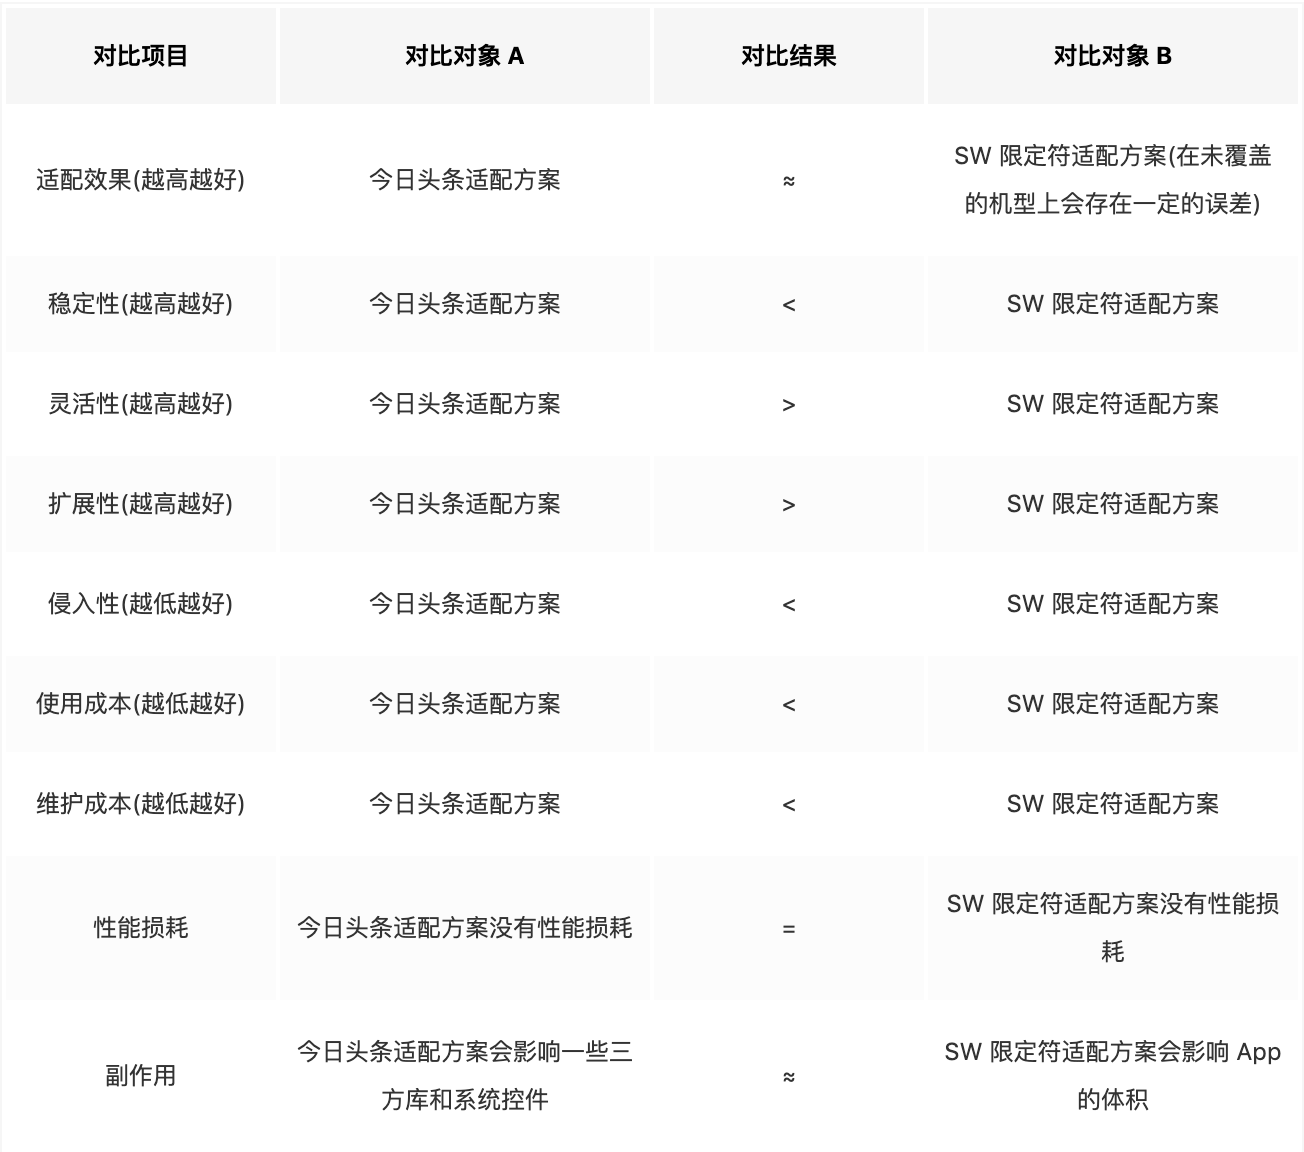 对比项目 对比对象 A 对比结果 对比对象 B
适配效果(越高越好) 今日头条适配方案 ≈ SW 限定符适配方案(在未覆盖
的机型上会存在一定的误差)
稳定性(越高越好) 今日头条适配方案 < SW 限定符适配方案
灵活性(越高越好) 今日头条适配方案 > SW 限定符适配方案
扩展性(越高越好) 今日头条适配方案 > SW 限定符适配方案
侵入性(越低越好) 今日头条适配方案 < SW 限定符适配方案
使用成本(越低越好) 今日头条适配方案 < SW 限定符适配方案
维护成本(越低越好) 今日头条适配方案 < SW 限定符适配方案
性能损耗 今日头条适配方案没有性能损耗 = SW 限定符适配方案没有性能损
耗
副作用 今日头条适配方案会影响一些三
方库和系统控件 ≈ SW 限定符适配方案会影响 App
的体积